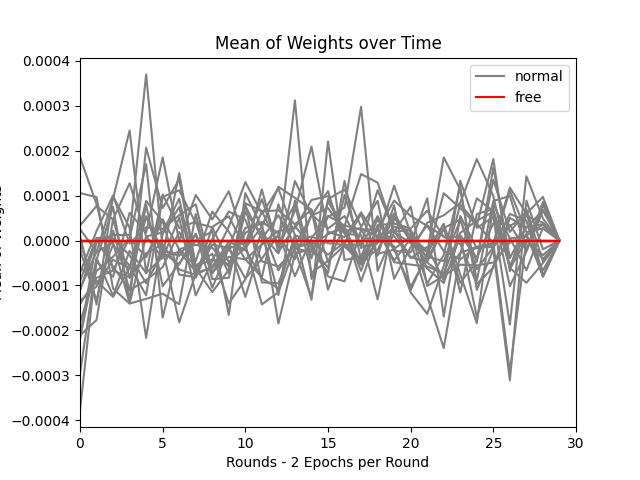 Mean of Weights over Time
normal
free
0.0004
0.0003
0.0002
0.0001
0.0000
−0.0001
−0.0002
−0.0003
−0.0004
0 5 10 15 20 25 30
Rounds - 2 Epochs per Round